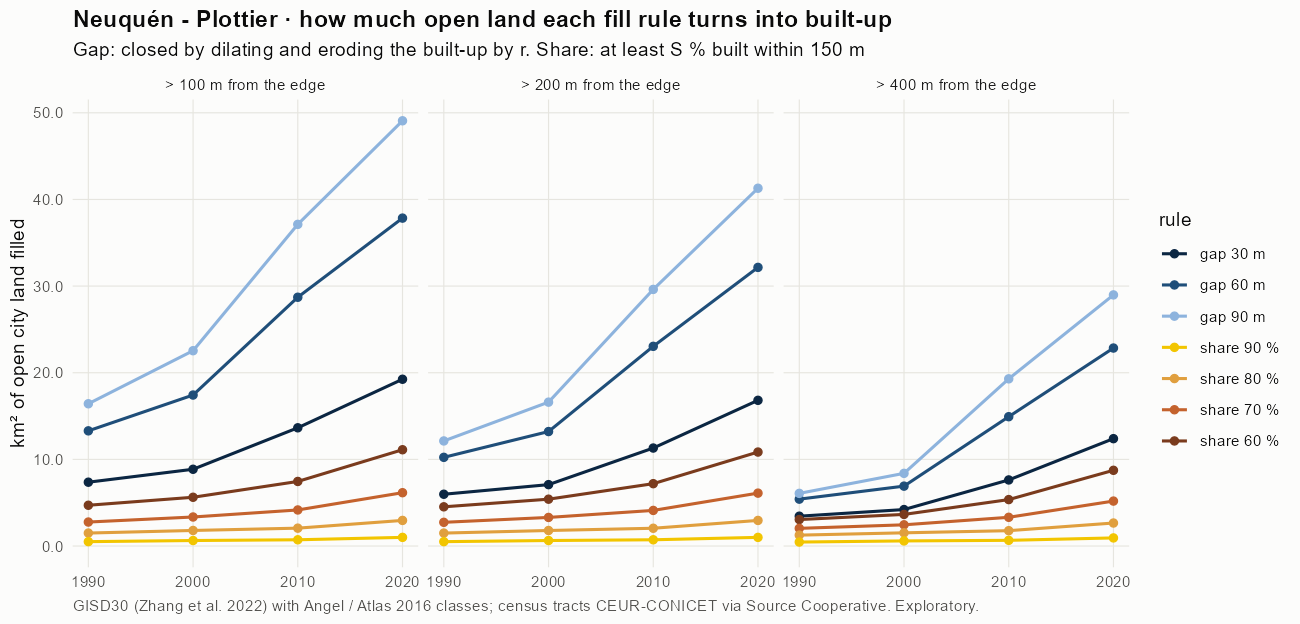 Neuquén - Plottier · how much open land each fill rule turns into built-up
Gap: closed by dilating and eroding the built-up by r. Share: at least S % built within 150 m
> 100 m from the edge
> 200 m from the edge
> 400 m from the edge
km² of open city land filled
50.0
40.0
30.0
20.0
10.0
0.0
1990 2000 2010 2020
1990 2000 2010 2020
1990 2000 2010 2020
rule
gap 30 m
gap 60 m
gap 90 m
share 90 %
share 80 %
share 70 %
share 60 %
GISD30 (Zhang et al. 2022) with Angel / Atlas 2016 classes; census tracts CEUR-CONICET via Source Cooperative. Exploratory.